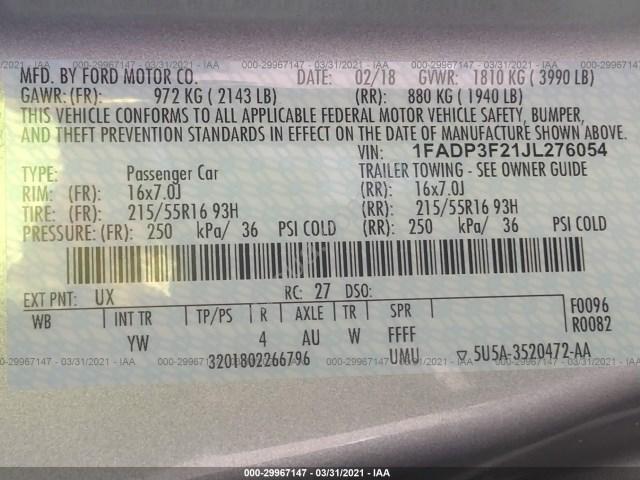 000-29967147 - 03/31/2021 - IAA
MFD. BY FORD MOTOR CO. DATE: 02/18 GVWR: 1810 KG ( 3990 LB)
GAWR: (FR): 972 KG ( 2143 LB) (RR): 880 KG ( 1940 LB)
THIS VEHICLE CONFORMS TO ALL APPLICABLE FEDERAL MOTOR VEHICLE SAFETY, BUMPER,
AND THEFT PREVENTION STANDARDS IN EFFECT ON THE DATE OF MANUFACTURE SHOWN ABOVE.
VIN: 1FADP3F21JL276054
TYPE: Passenger Car TRAILER TOWING - SEE OWNER GUIDE
RIM: (FR): 16x7.0J (RR): 16x7.0J
TIRE: (FR): 215/55R16 93H (RR): 215/55R16 93H
PRESSURE: (FR): 250 kPa/ 36 PSI COLD (RR): 250 kPa/ 36 PSI COLD
EXT PNT: UX RC: 27 DSO:
WB INT TR TP/PS R AXLE TR SPR F0096
YW 4 AU W FFFF R0082
3201802266796 UMU ▽ 5U5A-3520472-AA
000-29967147 - 03/31/2021 - IAA